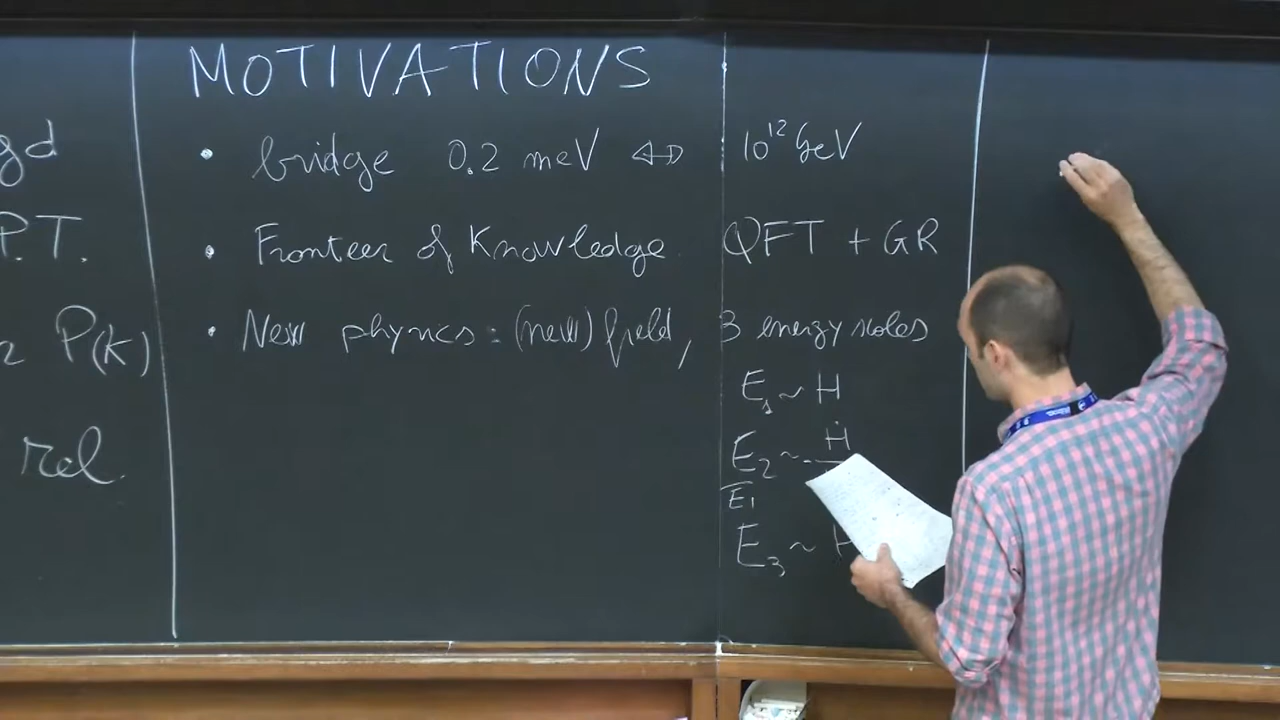 MOTIVATIONS
gd
• bridge 0.2 meV ⇔ 10¹² GeV
P.T.
• Fronteer of Knowledge QFT + GR
P(k)
• New physics : (new) field, 3 energy scales
E₁ ~ H
rel.
E₂ ~ Ḣ
E₁
E₃ ~ H